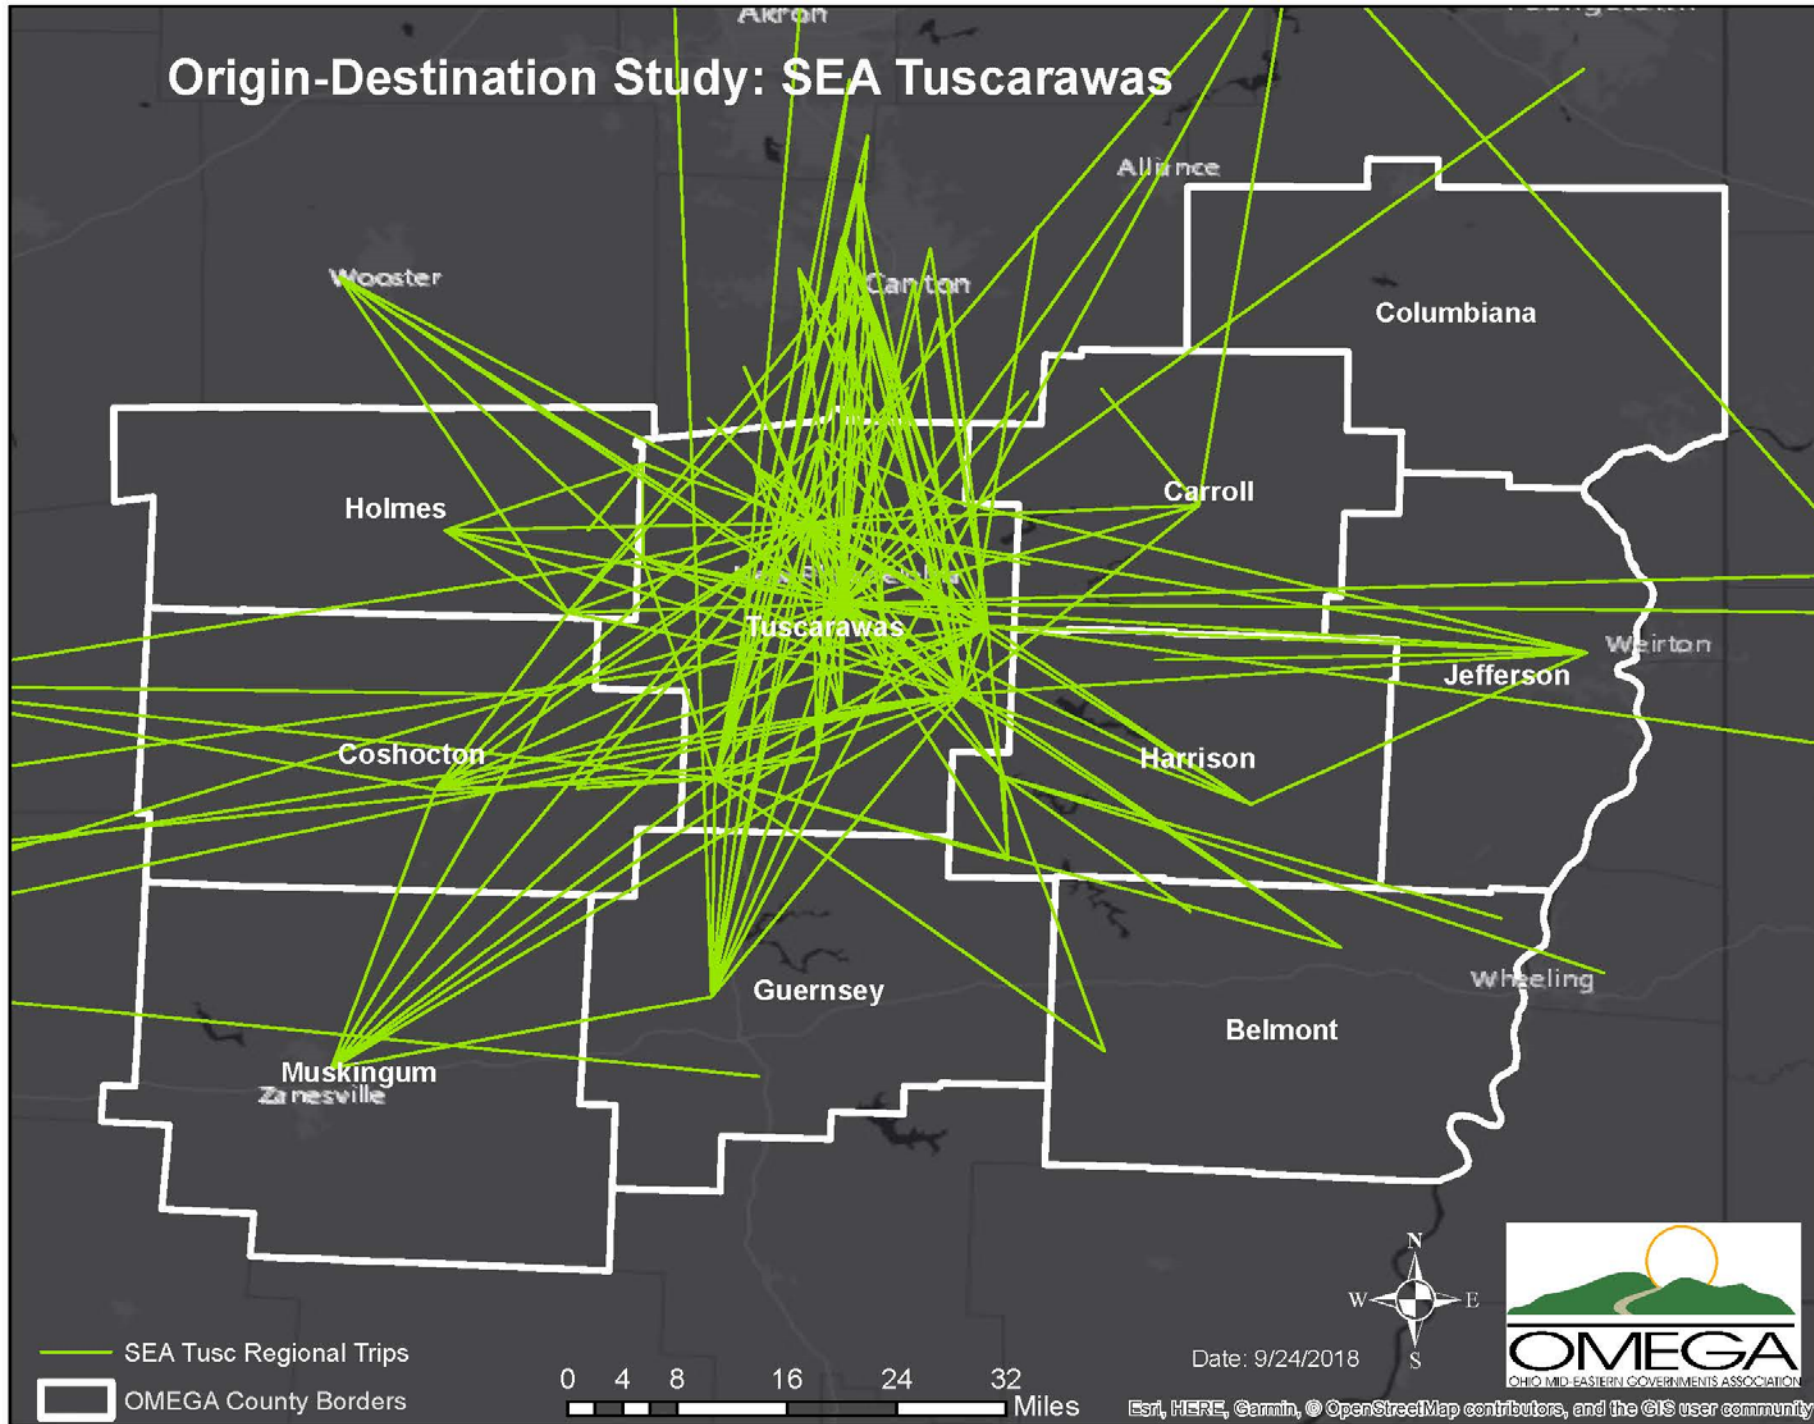 Akron
Origin-Destination Study: SEA Tuscarawas
Alliance
Wooster
Canton
Columbiana
Holmes
Carroll
Tuscarawas
Weirton
Jefferson
Coshocton
Harrison
Guernsey
Wheeling
Belmont
Muskingum
Zanesville
N
W E
S
SEA Tusc Regional Trips
OMEGA County Borders
0 4 8 16 24 32
Miles
Date: 9/24/2018
OMEGA
OHIO MID-EASTERN GOVERNMENTS ASSOCIATION
Esri, HERE, Garmin, © OpenStreetMap contributors, and the GIS user community